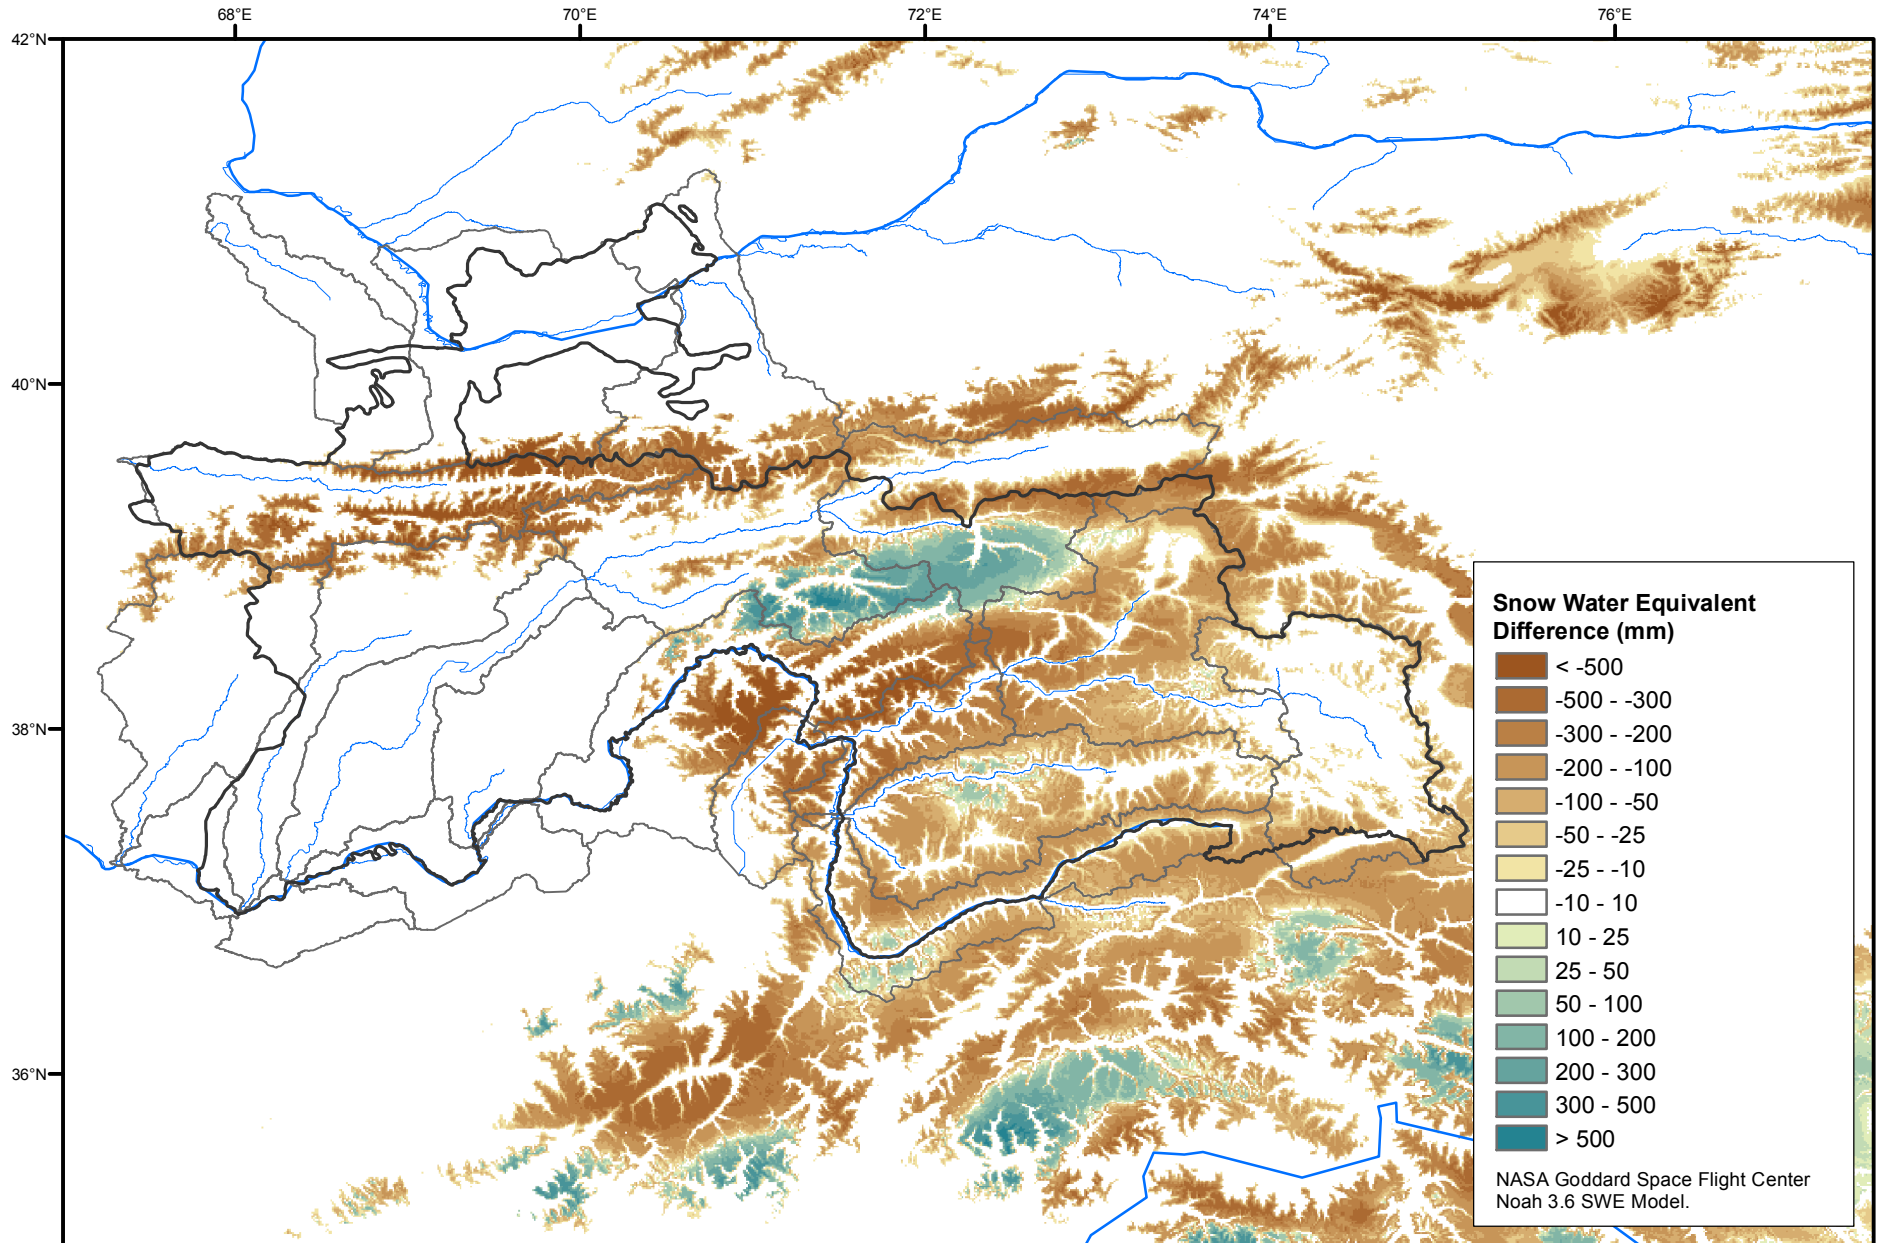 68°E 70°E 72°E 74°E 76°E
42°N
40°N
38°N
36°N
Snow Water Equivalent
Difference (mm)
< -500
-500 - -300
-300 - -200
-200 - -100
-100 - -50
-50 - -25
-25 - -10
-10 - 10
10 - 25
25 - 50
50 - 100
100 - 200
200 - 300
300 - 500
> 500
NASA Goddard Space Flight Center
Noah 3.6 SWE Model.